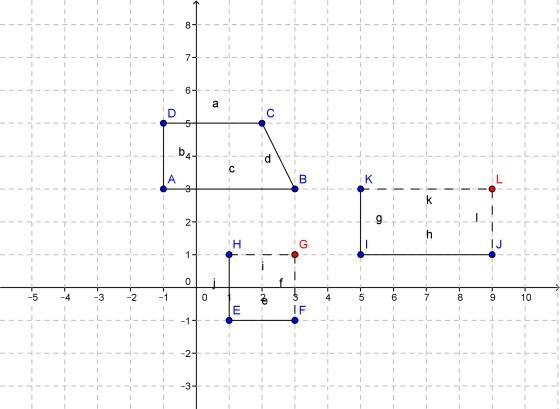 8
7
a
6
D C
5
b
4
d
c
A B K L
3
k
2
g l
h
H G I J
1
i
j f
0
-5 -4 -3 -2 -1 0 1 2 3 4 5 6 7 8 9 10
e
E F
-1
-2
-3